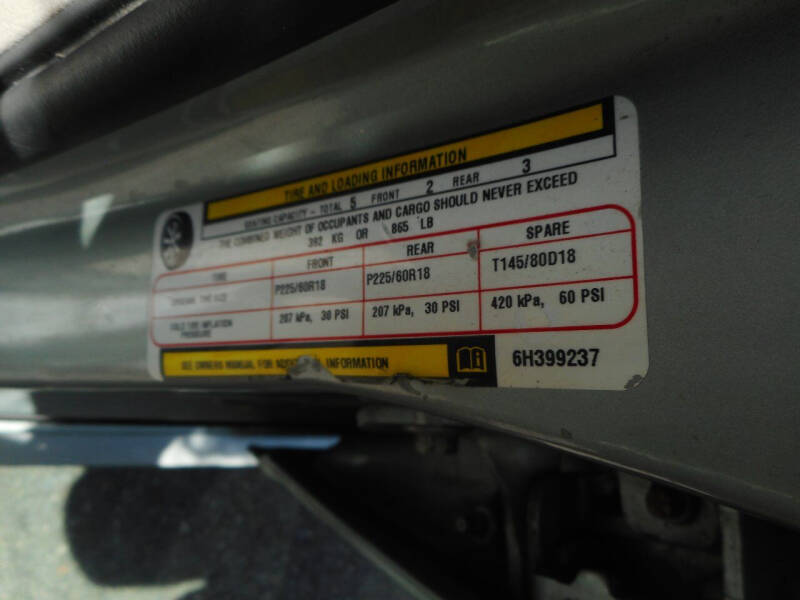 TIRE AND LOADING INFORMATION
SEATING CAPACITY – TOTAL 5 FRONT 2 REAR 3
THE COMBINED WEIGHT OF OCCUPANTS AND CARGO SHOULD NEVER EXCEED
392 KG OR 865 LB
TIRE FRONT REAR SPARE
ORIGINAL TIRE SIZE P225/60R18 P225/60R18 T145/80D18
COLD TIRE INFLATION PRESSURE 207 kPa, 30 PSI 207 kPa, 30 PSI 420 kPa, 60 PSI
SEE OWNERS MANUAL FOR ADDITIONAL INFORMATION
6H399237